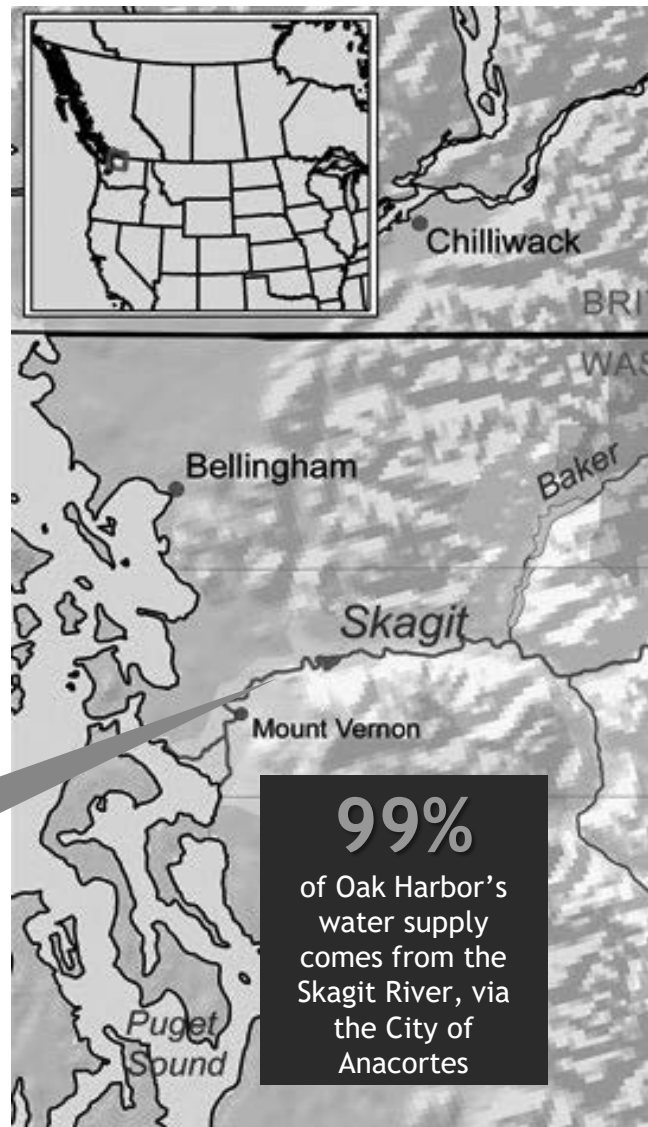 Chilliwack
BRI
WAS
Bellingham
Baker
Skagit
Mount Vernon
99%
of Oak Harbor’s
water supply
comes from the
Skagit River, via
the City of
Anacortes
Puget
Sound